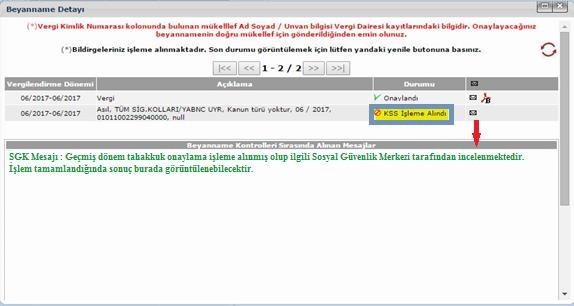 Beyanname Detayı
(*)Vergi Kimlik Numarası kolonunda bulunan mükelllef Ad Soyad / Unvan bilgisi Vergi Dairesi kayıtlarındaki bilgidir. Onaylayacağınız
beyannamenin doğru mükellef için gönderildiğinden emin olunuz.
(*)Bildirgeleriniz işleme alınmaktadır. Son durumu görüntülemek için lütfen yandaki yenile butonuna basınız.
|<< << 1 - 2 / 2 >> >>|
Vergilendirme Dönemi Açıklama Durumu
06/2017-06/2017 Vergi Onaylandı
06/2017-06/2017 Asıl, TÜM SİG.KOLLARI/YABNC UYR, Kanun türü yoktur, 06 / 2017, KSS İşleme Alındı
01011002299040000, null
Beyanname Kontrolleri Sırasında Alınan Mesajlar
SGK Mesajı : Geçmiş dönem tahakkuk onaylama işleme alınmış olup ilgili Sosyal Güvenlik Merkezi tarafından incelenmektedir.
İşlem tamamlandığında sonuç burada görüntülenebilecektir.